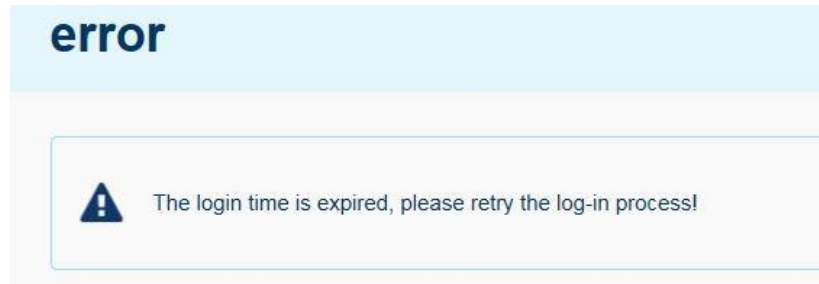 error
The login time is expired, please retry the log-in process!